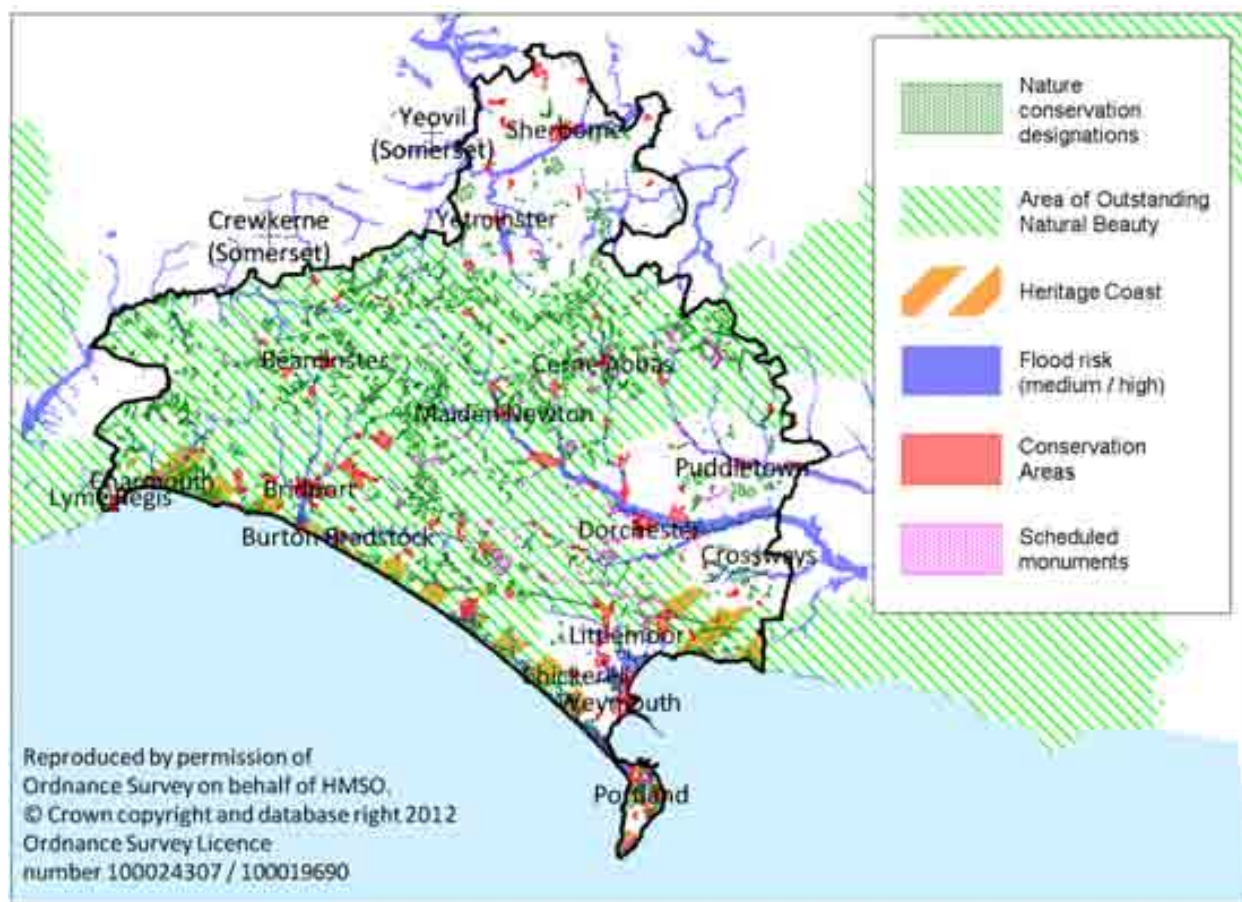 Yeovil
(Somerset)
Sherborne
Crewkerne
(Somerset)
Yetminster
Beaminster
Cerne Abbas
Maiden Newton
Puddletown
Charmouth
Lyme Regis
Bridport
Burton Bradstock
Dorchester
Crossways
Littlemoor
Chickerell
Weymouth
Portland
Nature
conservation
designations
Area of Outstanding
Natural Beauty
Heritage Coast
Flood risk
(medium / high)
Conservation
Areas
Scheduled
monuments
Reproduced by permission of
Ordnance Survey on behalf of HMSO.
© Crown copyright and database right 2012
Ordnance Survey Licence
number 100024307 / 100019690